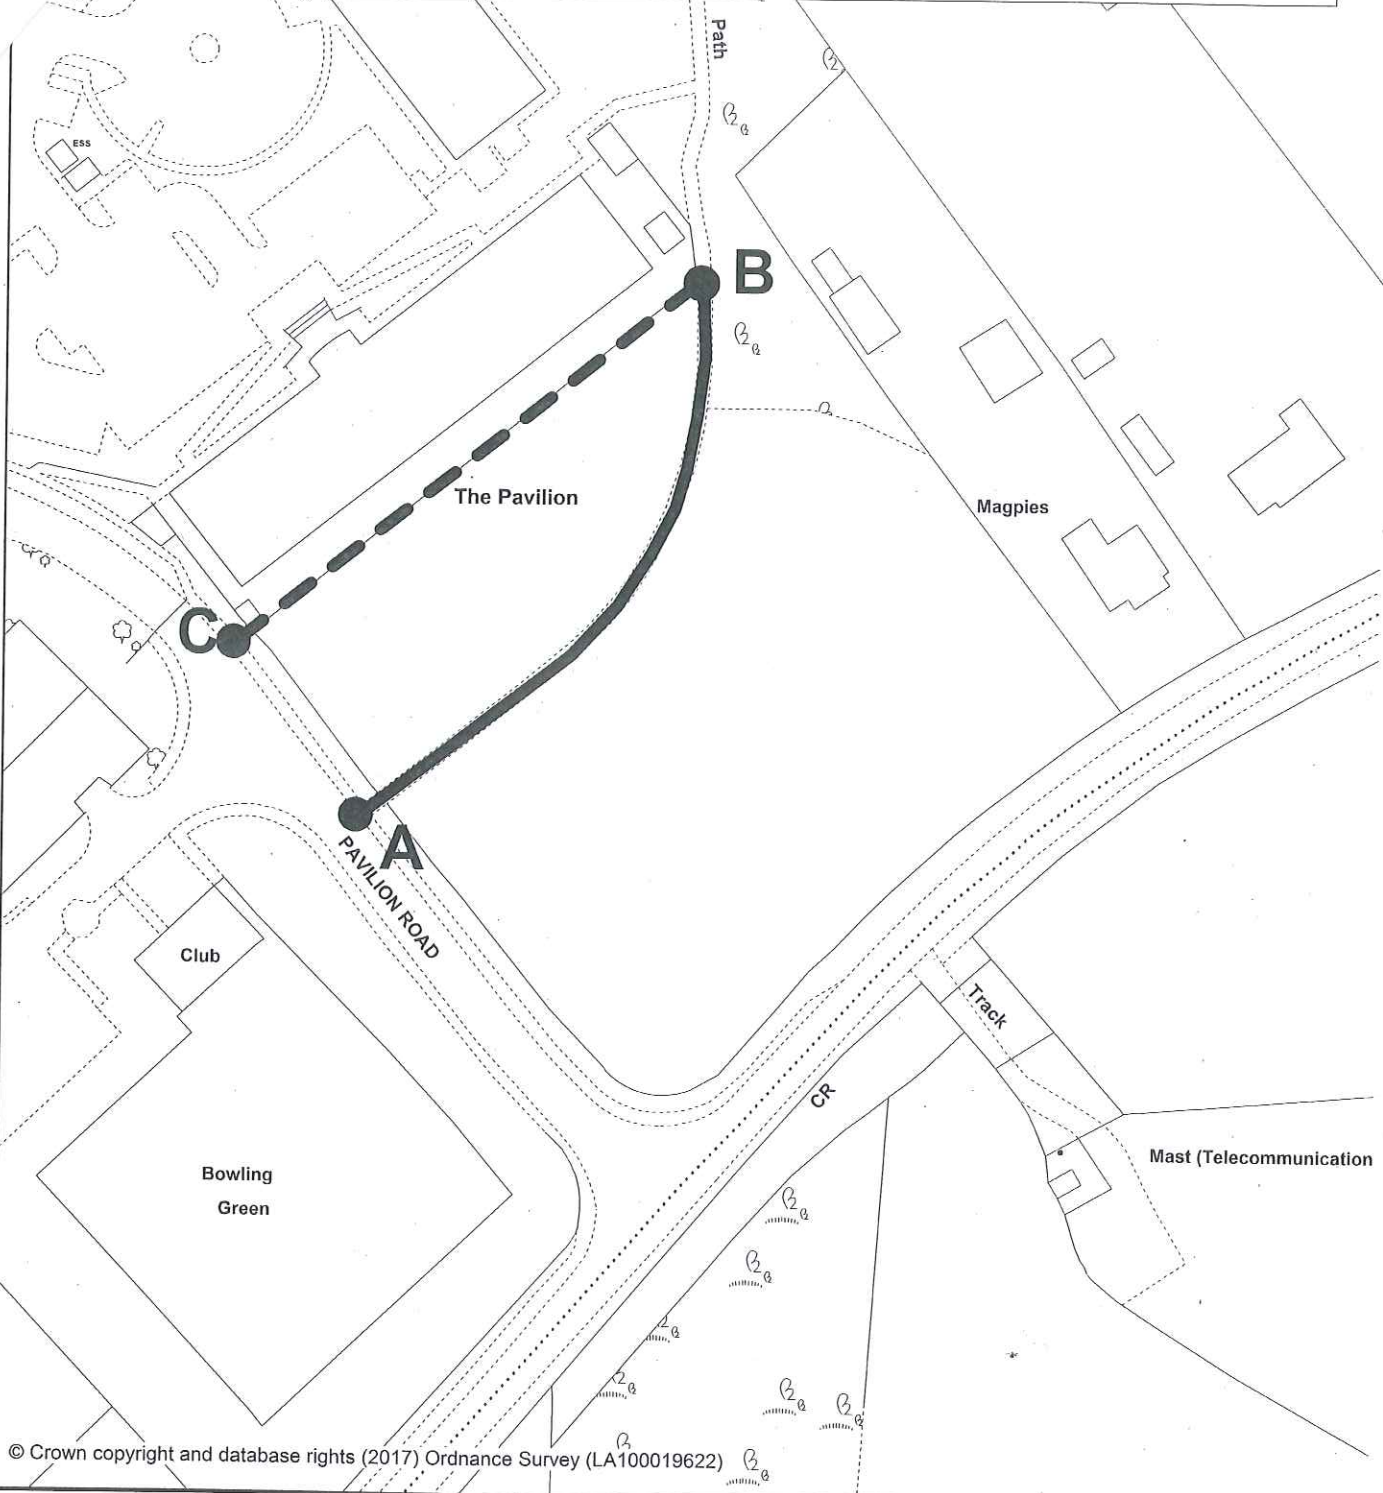 Path
ESS
B
The Pavilion
Magpies
C
A
PAVILION ROAD
Club
Track
CR
Mast (Telecommunication
Bowling
Green
© Crown copyright and database rights (2017) Ordnance Survey (LA100019622)